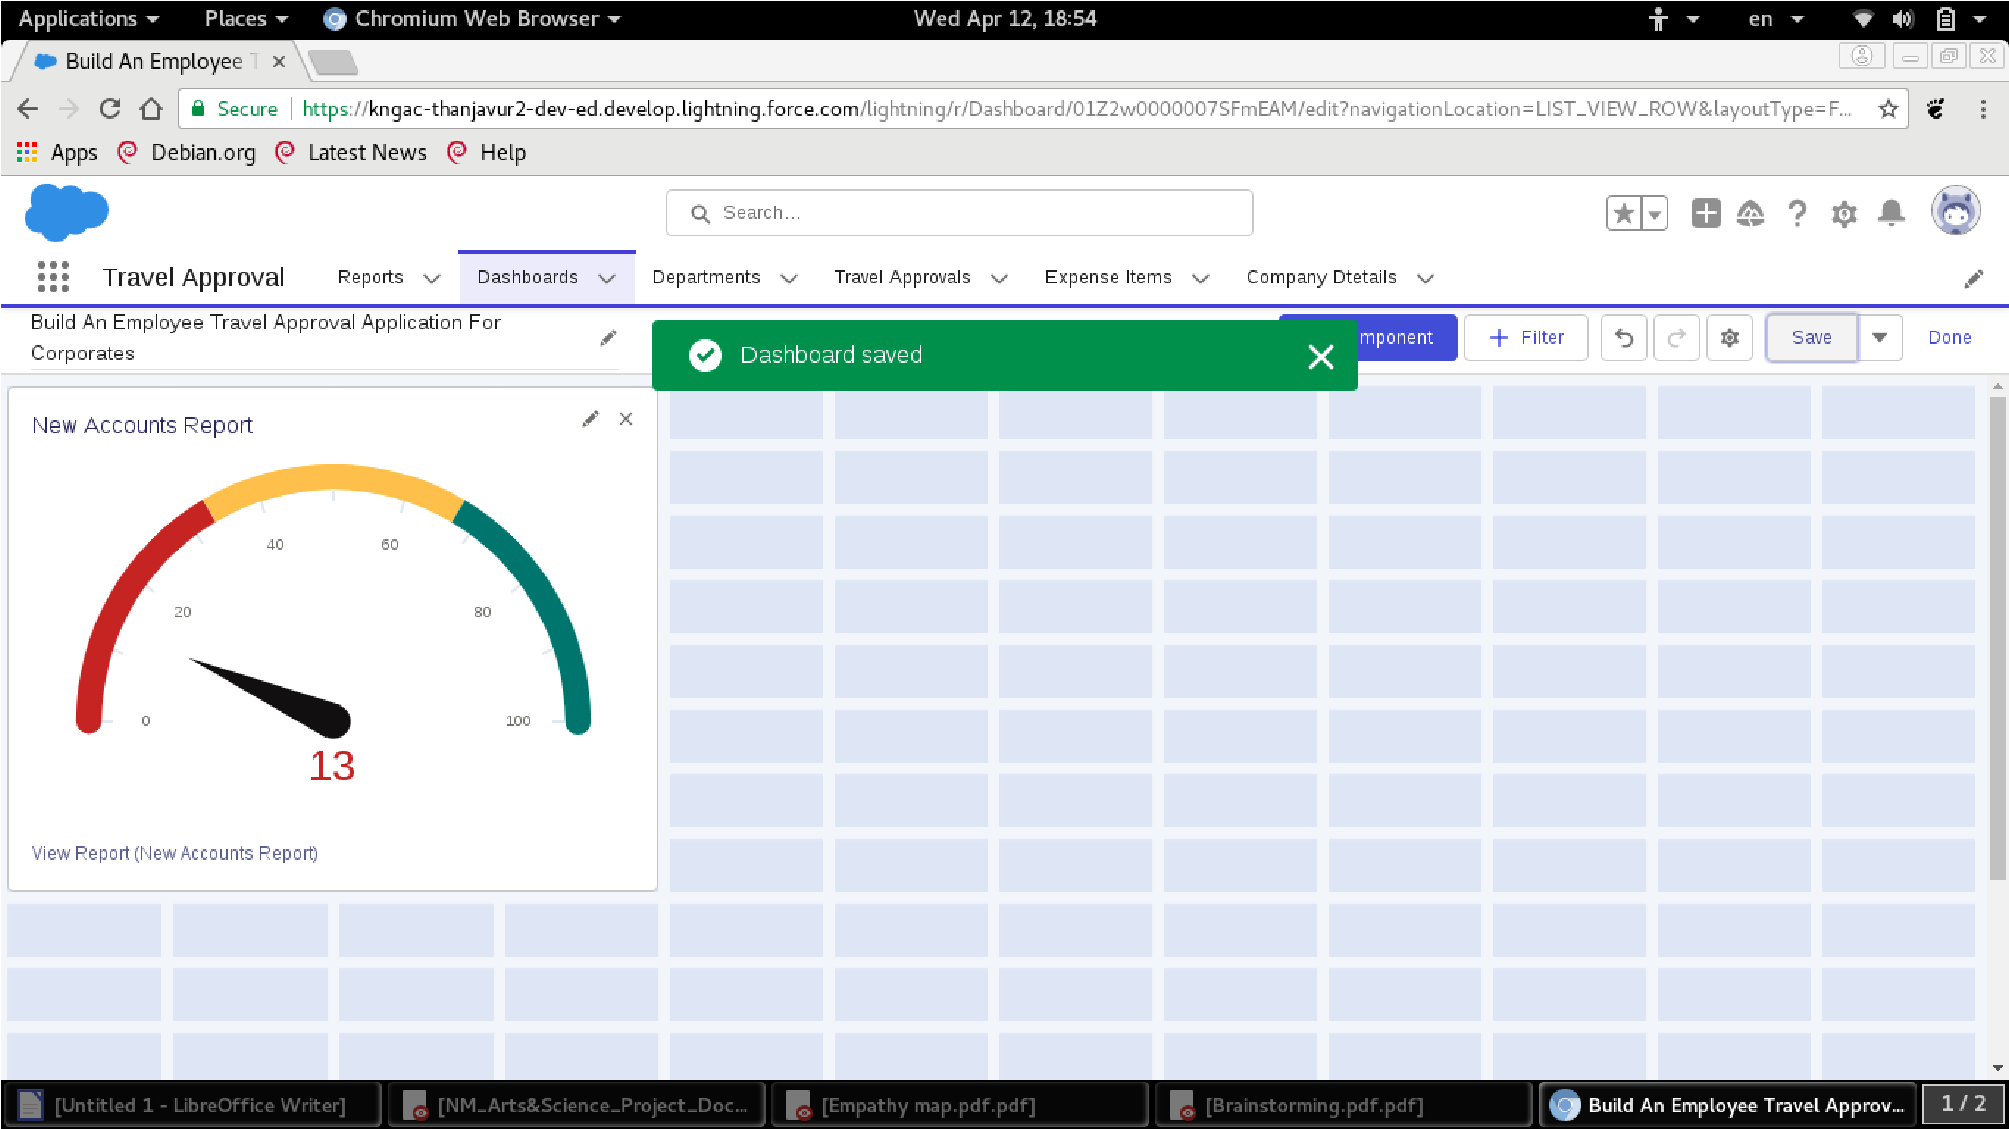 Applications Places Chromium Web Browser Wed Apr 12, 18:54 en
Build An Employee T
Secure https://kngac-thanjavur2-dev-ed.develop.lightning.force.com/lightning/r/Dashboard/01Z2w0000007SFmEAM/edit?navigationLocation=LIST_VIEW_ROW&layoutType=F...
Apps Debian.org Latest News Help
Search...
Travel Approval Reports Dashboards Departments Travel Approvals Expense Items Company Dtetails
Build An Employee Travel Approval Application For
Corporates
Dashboard saved
mponent + Filter Save Done
New Accounts Report
40 60
20 80
0 100
13
View Report (New Accounts Report)
[Untitled 1 - LibreOffice Writer] [NM_Arts&Science_Project_Doc... [Empathy map.pdf.pdf] [Brainstorming.pdf.pdf] Build An Employee Travel Approv... 1 / 2